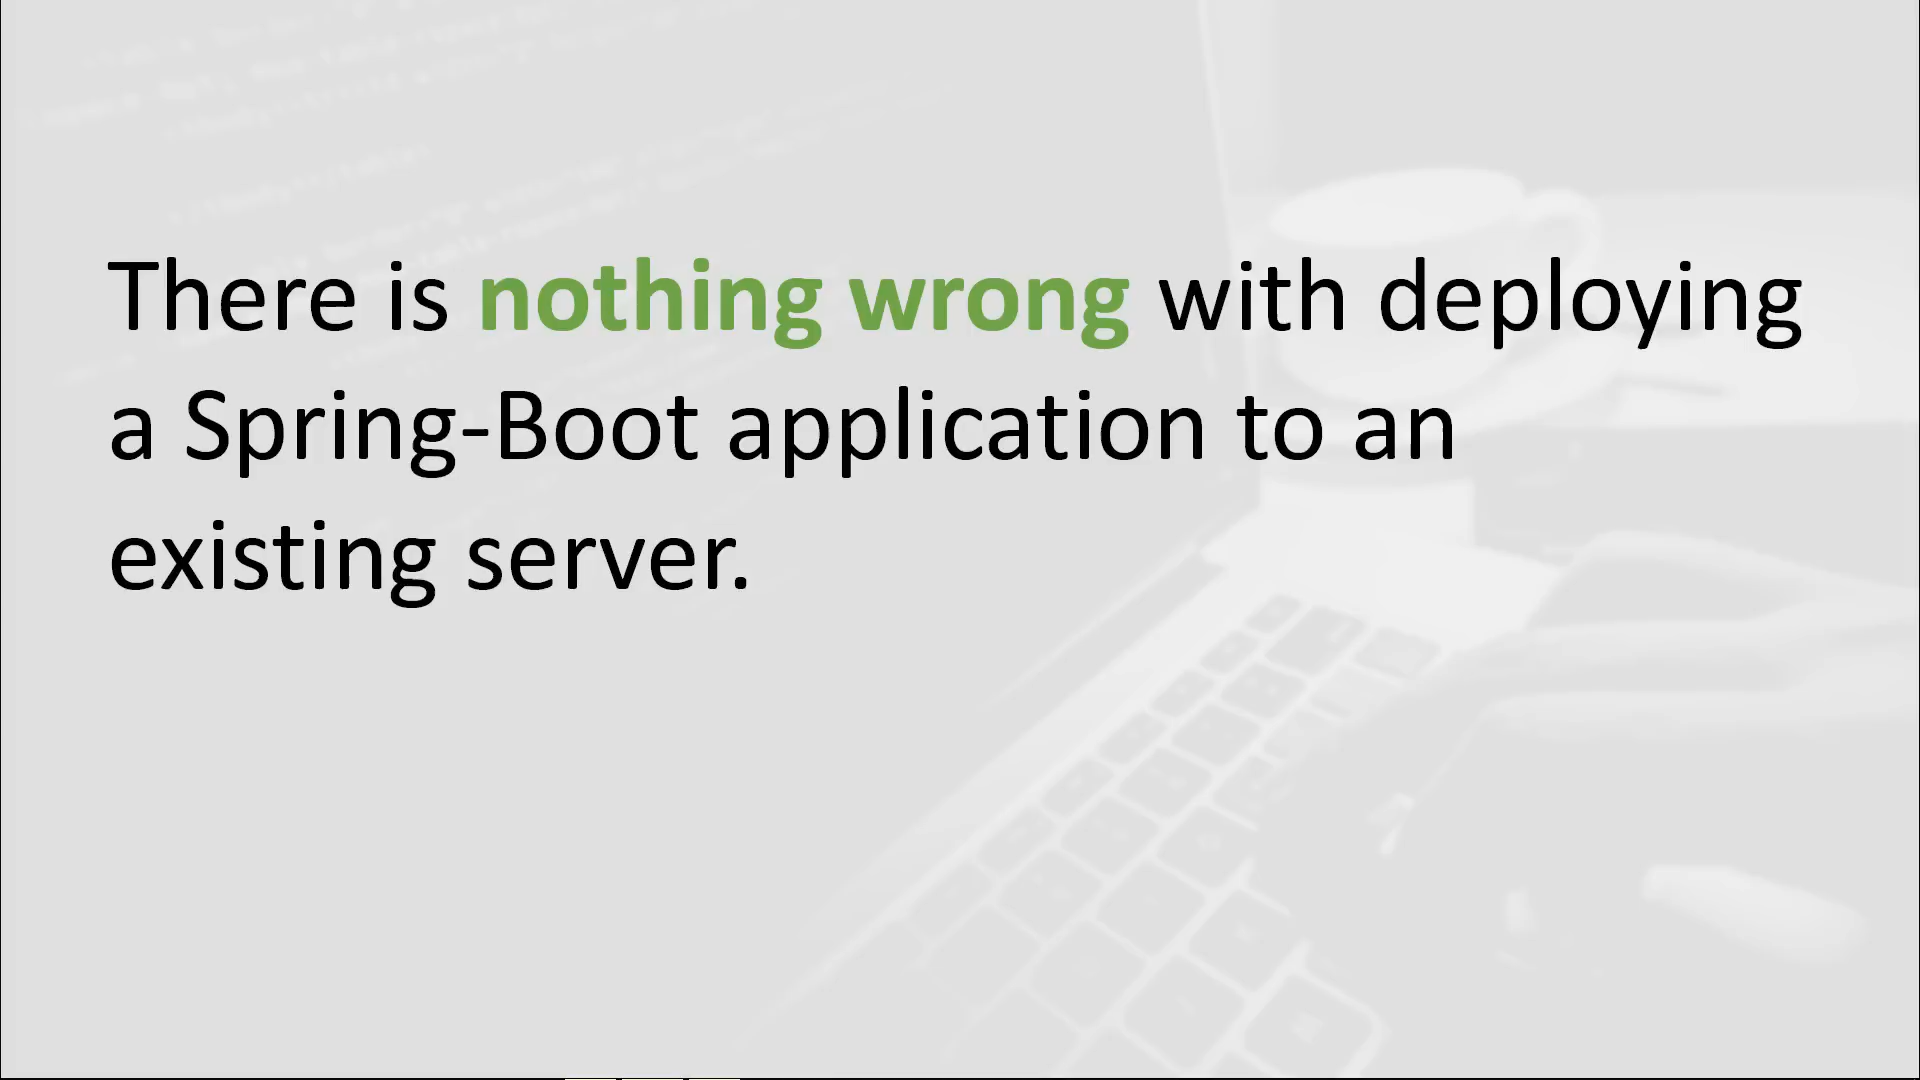 There is nothing wrong with deploying
a Spring-Boot application to an
existing server.